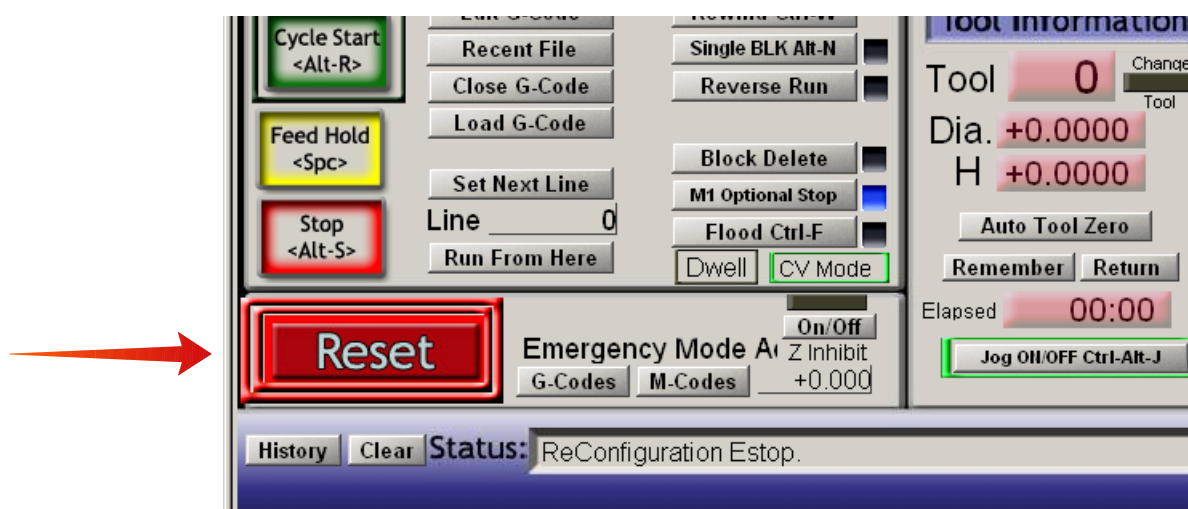 Edit G-Code
Rewind Ctrl-W
Tool Information
Cycle Start
<Alt-R>
Recent File
Single BLK Alt-N
Close G-Code
Reverse Run
Tool 0
Change
Tool
Load G-Code
Dia. +0.0000
Feed Hold
<Spc>
Block Delete
H +0.0000
Set Next Line
M1 Optional Stop
Line 0
Flood Ctrl-F
Auto Tool Zero
Stop
<Alt-S>
Run From Here
Dwell
CV Mode
Remember
Return
Elapsed 00:00
Reset
On/Off
Emergency Mode
Z Inhibit
Jog ON/OFF Ctrl-Alt-J
G-Codes
M-Codes
+0.000
History
Clear
Status: ReConfiguration Estop.